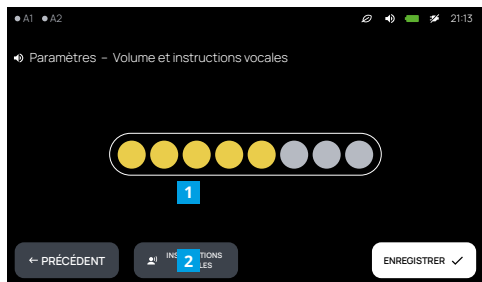 A1 A2 21:13
Paramètres – Volume et instructions vocales
1
← PRÉCÉDENT
2
ENREGISTRER